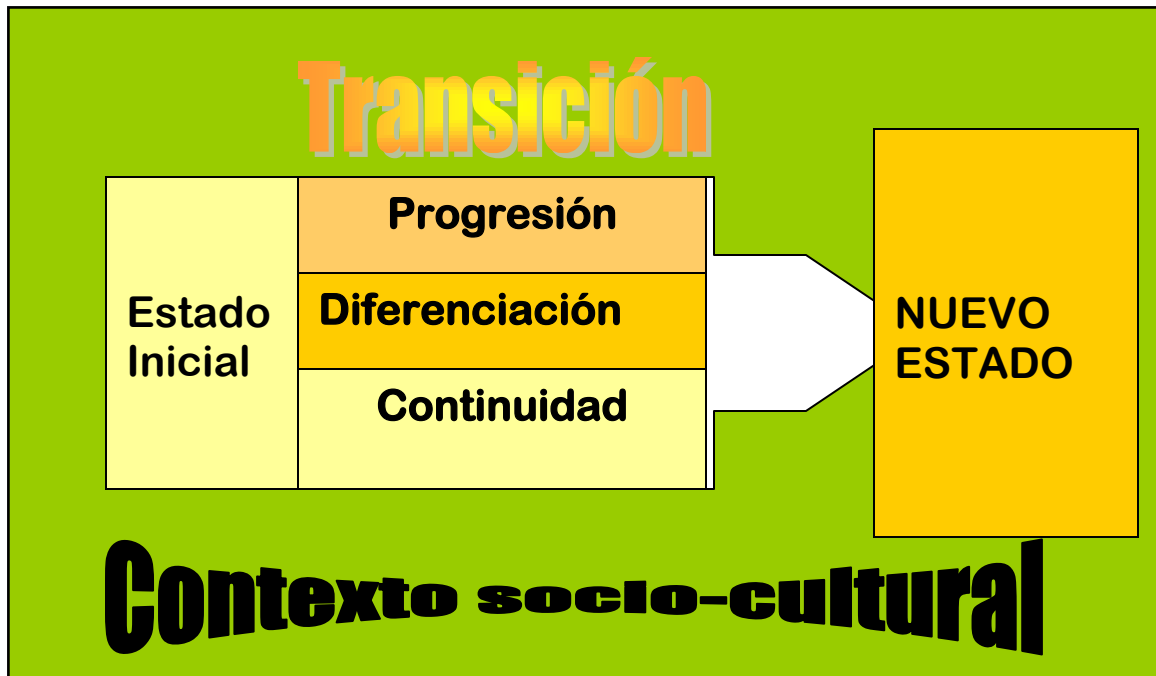 Transición
Progresión
Estado
Inicial
Diferenciación
Continuidad
NUEVO
ESTADO
Contexto socio-cultural